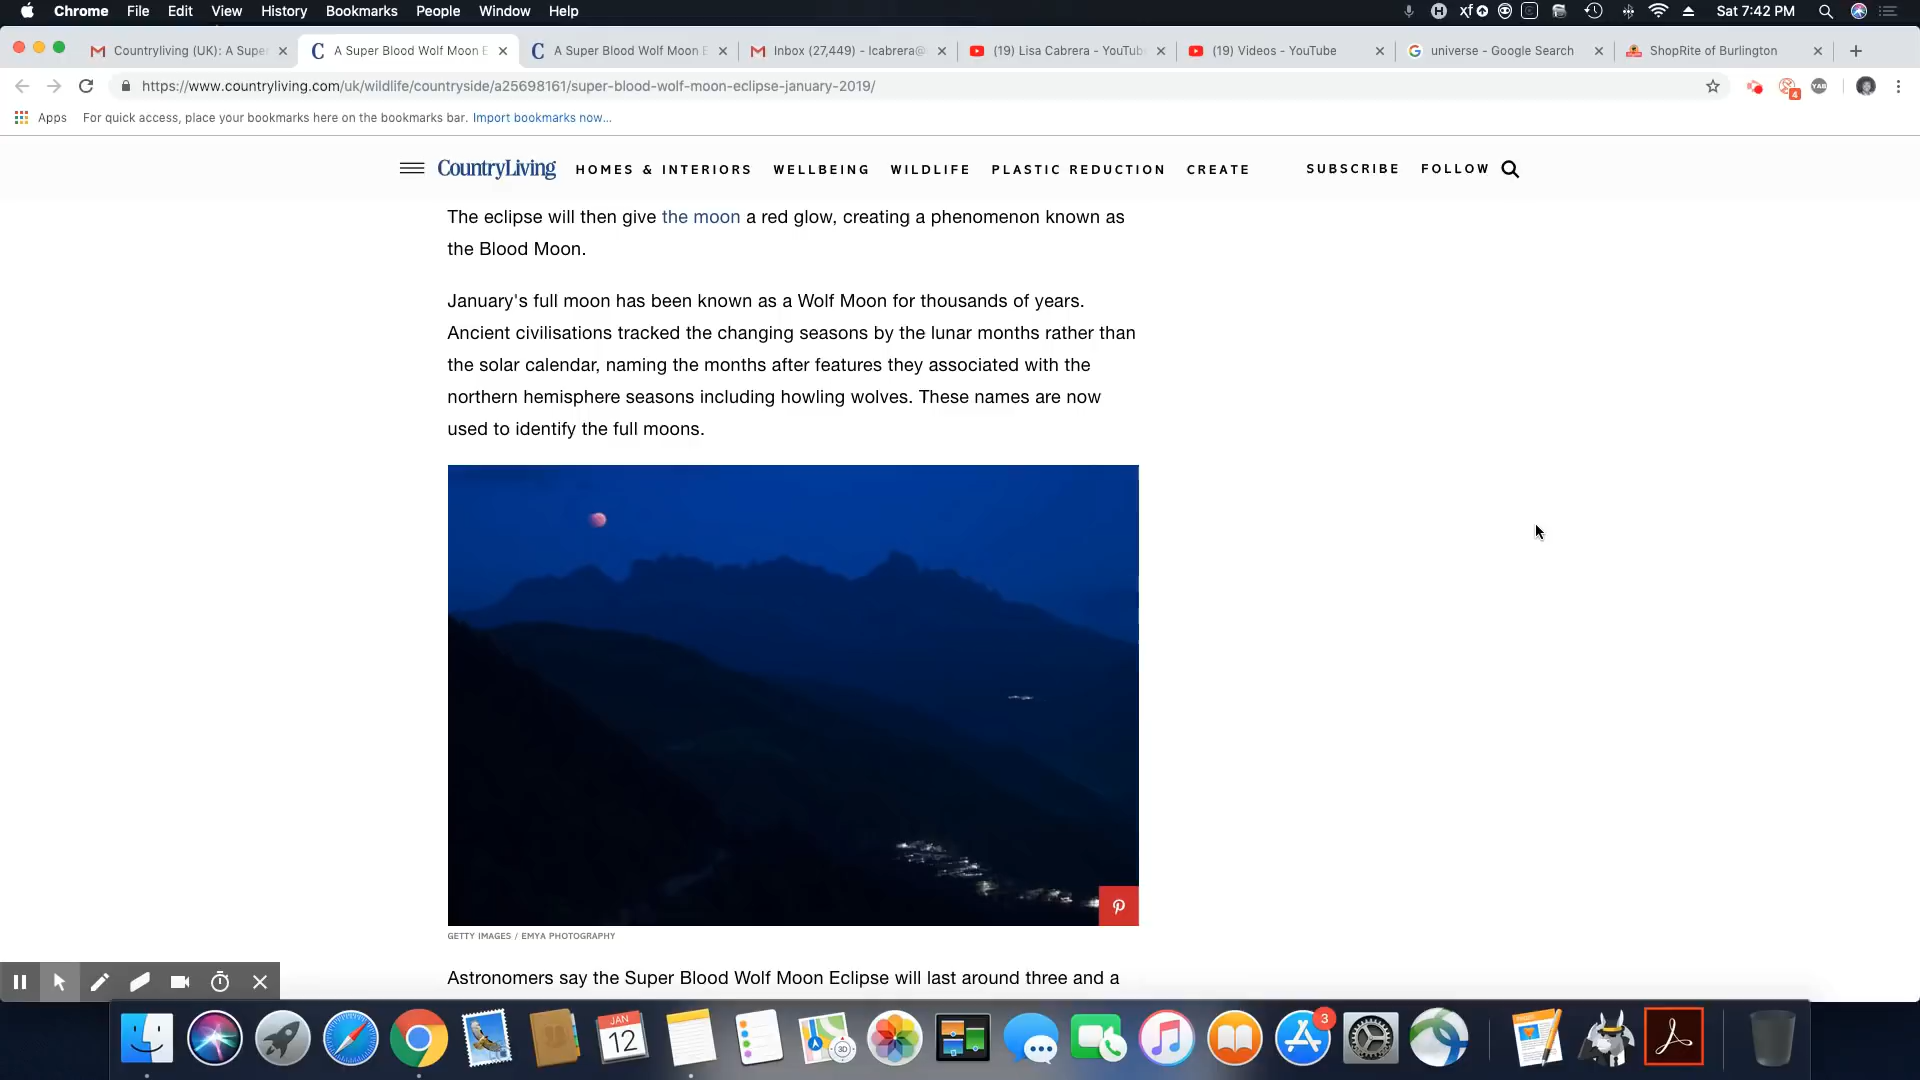 Chrome File Edit View History Bookmarks People Window Help Sat 7:42 PM
Countryliving (UK): A Super
A Super Blood Wolf Moon E
A Super Blood Wolf Moon E
Inbox (27,449) - lcabrera@
(19) Lisa Cabrera - YouTube
(19) Videos - YouTube
universe - Google Search
ShopRite of Burlington
https://www.countryliving.com/uk/wildlife/countryside/a25698161/super-blood-wolf-moon-eclipse-january-2019/
4
Apps For quick access, place your bookmarks here on the bookmarks bar. Import bookmarks now...
CountryLiving HOMES & INTERIORS WELLBEING WILDLIFE PLASTIC REDUCTION CREATE SUBSCRIBE FOLLOW
The eclipse will then give the moon a red glow, creating a phenomenon known as
the Blood Moon.
January's full moon has been known as a Wolf Moon for thousands of years.
Ancient civilisations tracked the changing seasons by the lunar months rather than
the solar calendar, naming the months after features they associated with the
northern hemisphere seasons including howling wolves. These names are now
used to identify the full moons.
GETTY IMAGES / EMYA PHOTOGRAPHY
Astronomers say the Super Blood Wolf Moon Eclipse will last around three and a
JAN
12
3D
3